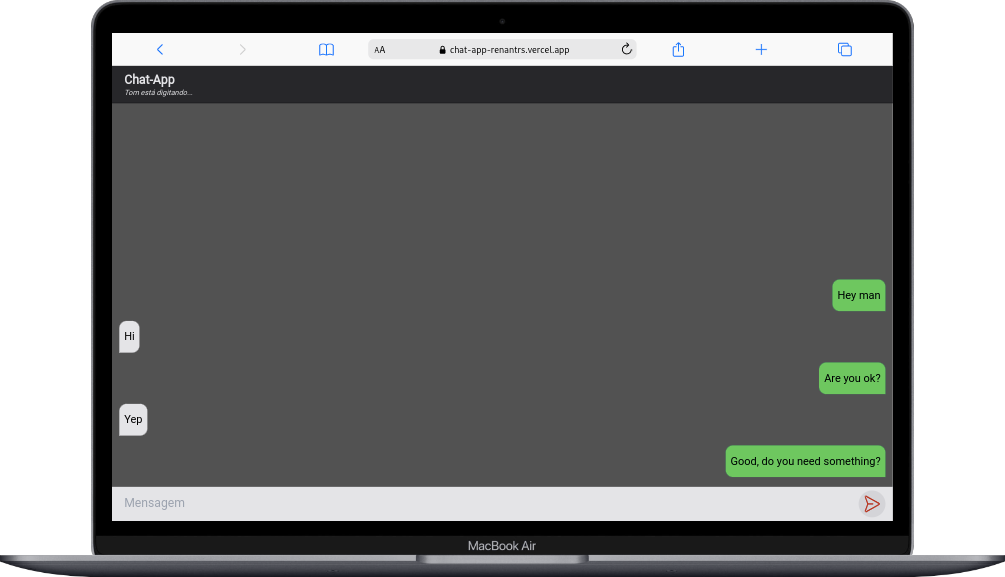 AA chat-app-renantrs.vercel.app
Chat-App
Tom está digitando...
Hey man
Hi
Are you ok?
Yep
Good, do you need something?
Mensagem
MacBook Air